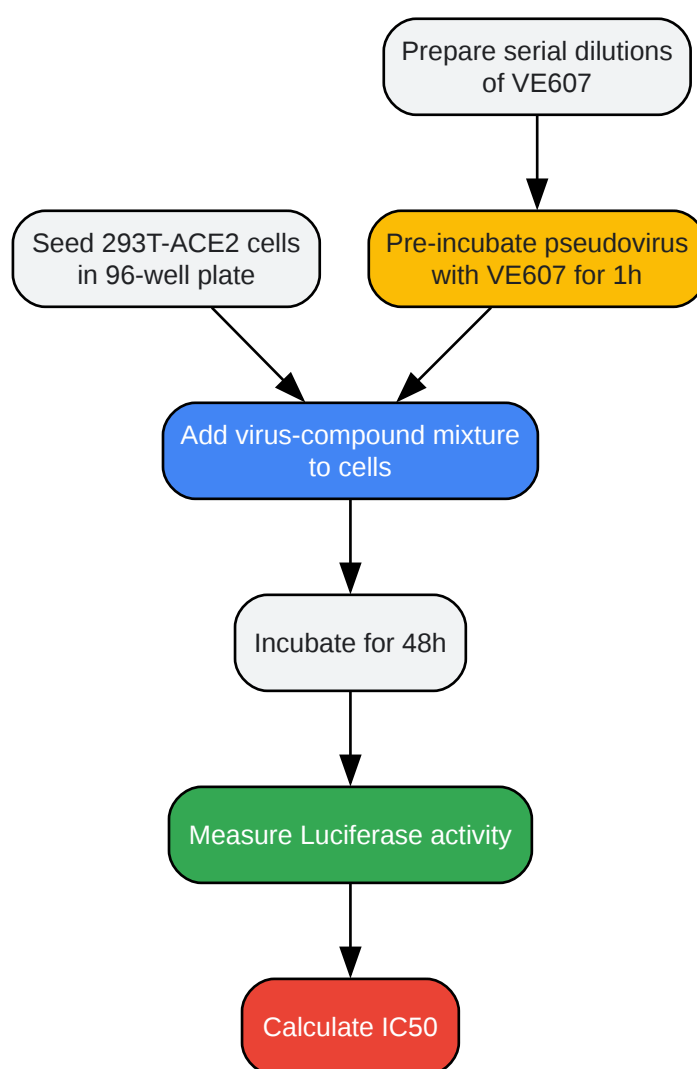 Prepare serial dilutions
of VE607
Seed 293T-ACE2 cells
in 96-well plate
Pre-incubate pseudovirus
with VE607 for 1h
Add virus-compound mixture
to cells
Incubate for 48h
Measure Luciferase activity
Calculate IC50